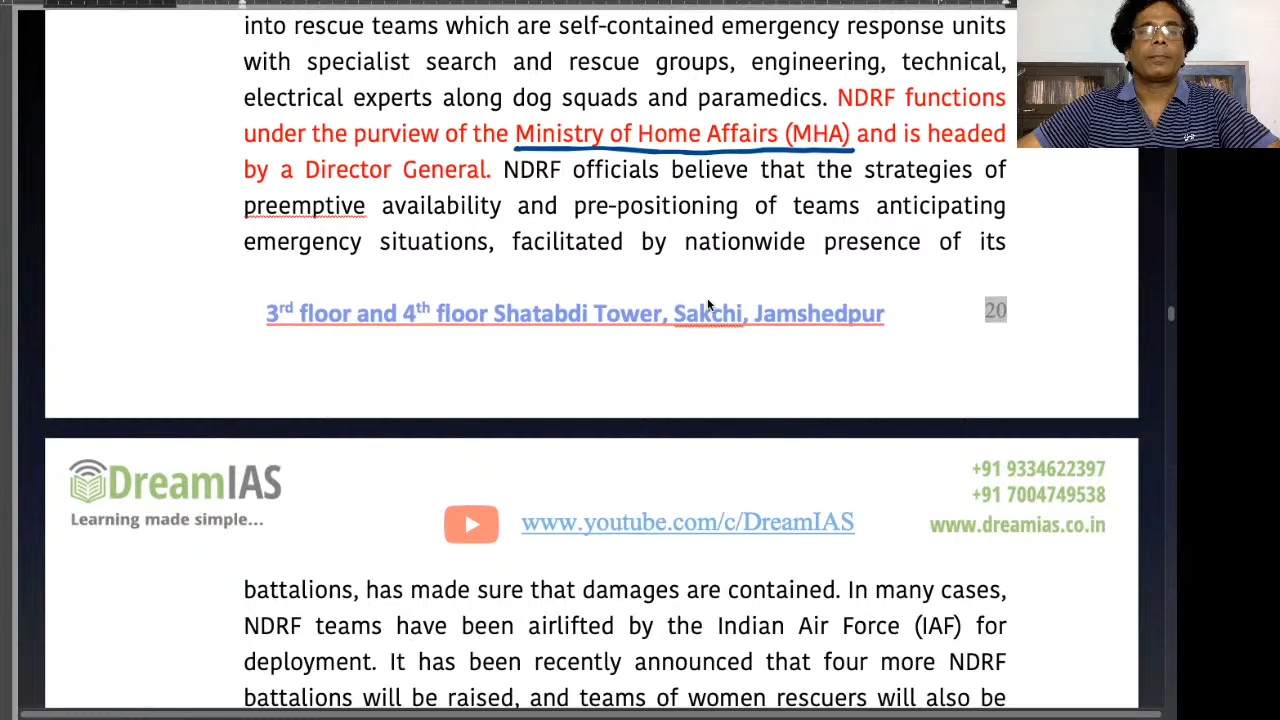 into rescue teams which are self-contained emergency response units
with specialist search and rescue groups, engineering, technical,
electrical experts along dog squads and paramedics. NDRF functions
under the purview of the Ministry of Home Affairs (MHA) and is headed
by a Director General. NDRF officials believe that the strategies of
preemptive availability and pre-positioning of teams anticipating
emergency situations, facilitated by nationwide presence of its
3rd floor and 4th floor Shatabdi Tower, Sakchi, Jamshedpur
20
DreamIAS
Learning made simple...
www.youtube.com/c/DreamIAS
+91 9334622397
+91 7004749538
www.dreamias.co.in
battalions, has made sure that damages are contained. In many cases,
NDRF teams have been airlifted by the Indian Air Force (IAF) for
deployment. It has been recently announced that four more NDRF
battalions will be raised, and teams of women rescuers will also be